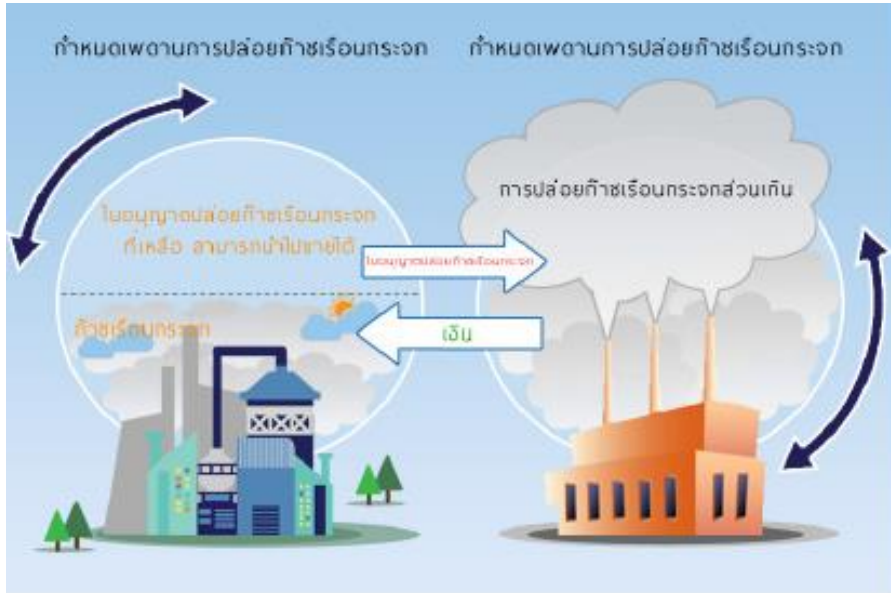 กำหนดเพดานการปล่อยก๊าซเรือนกระจก
กำหนดเพดานการปล่อยก๊าซเรือนกระจก
ใบอนุญาตปล่อยก๊าซเรือนกระจก
ที่เหลือ สามารถนำไปขายได้
การปล่อยก๊าซเรือนกระจกส่วนเกิน
ใบอนุญาตปล่อยก๊าซเรือนกระจก
ก๊าซเรือนกระจก
เงิน